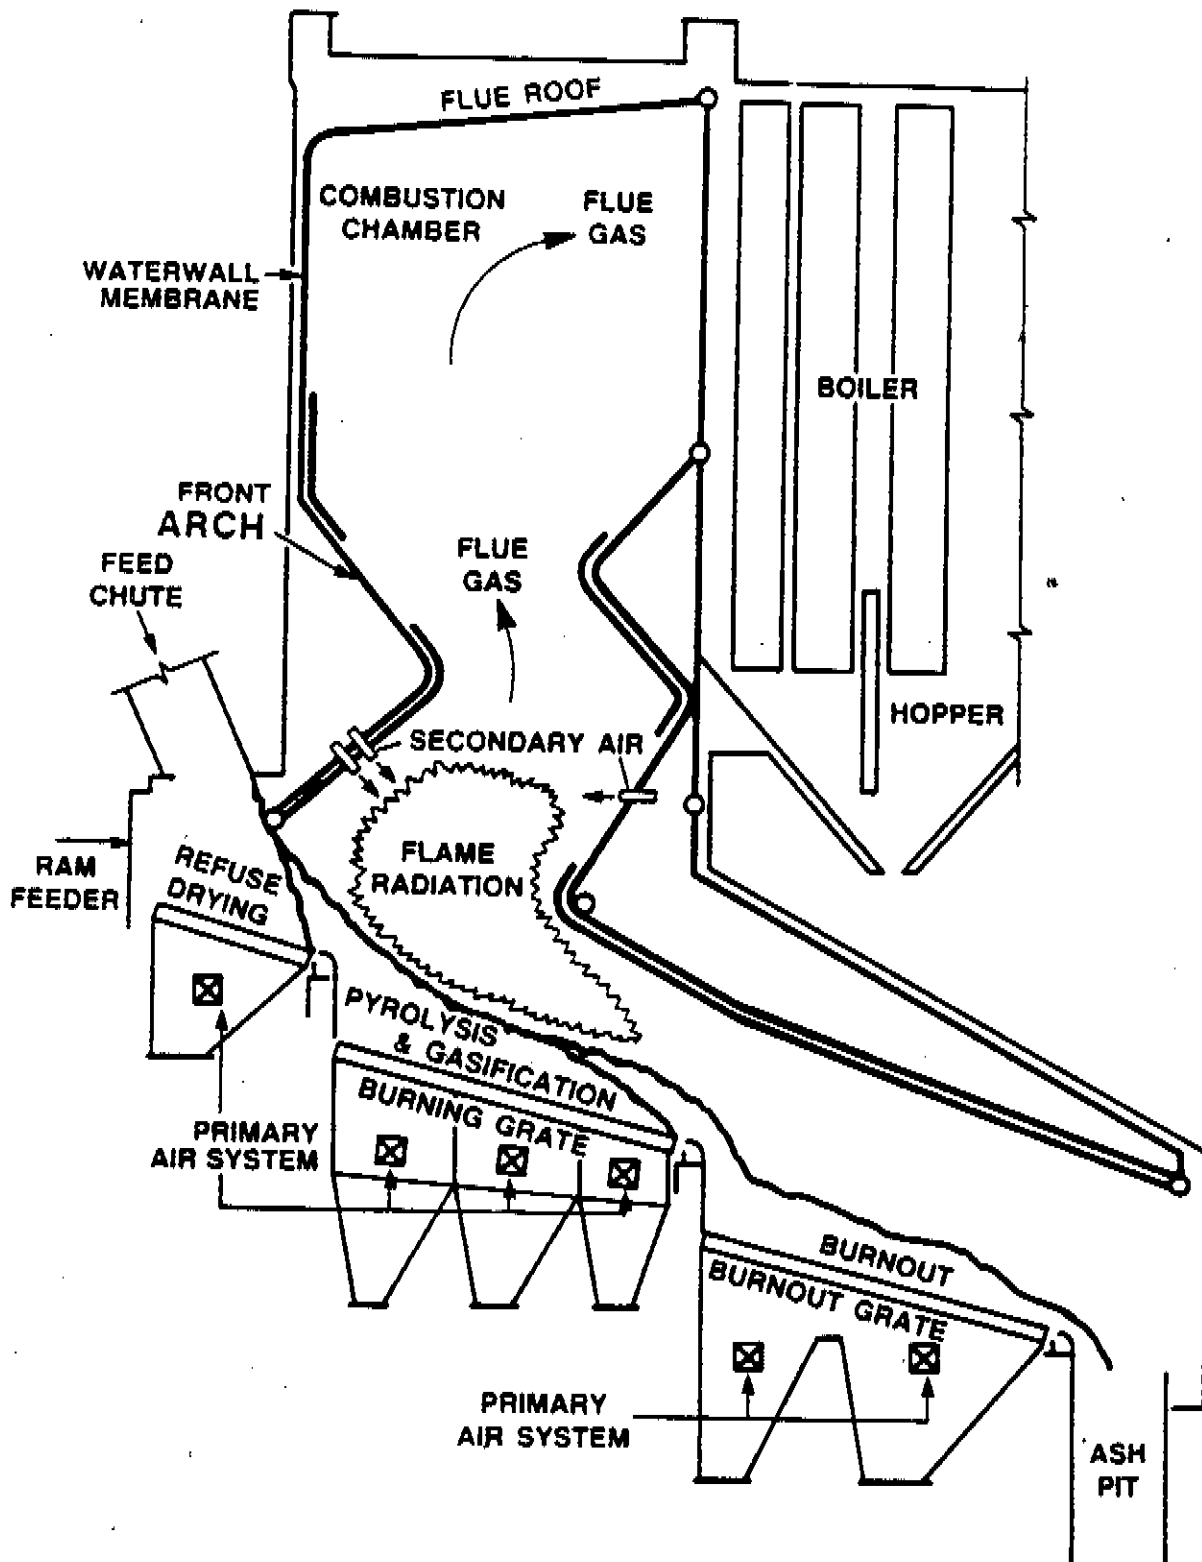 FLUE ROOF
COMBUSTION
CHAMBER
FLUE
GAS
WATERWALL
MEMBRANE
BOILER
FRONT
ARCH
FEED
CHUTE
FLUE
GAS
HOPPER
SECONDARY AIR
RAM
FEEDER
REFUSE
DRYING
FLAME
RADIATION
PYROLYSIS
& GASIFICATION
BURNING GRATE
PRIMARY
AIR SYSTEM
BURNOUT
BURNOUT GRATE
PRIMARY
AIR SYSTEM
ASH
PIT